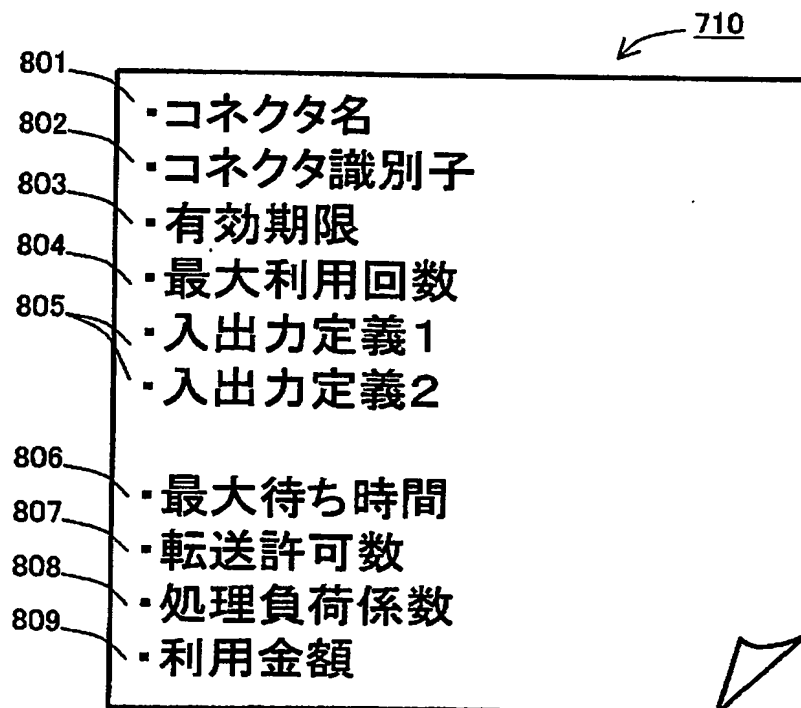 710
801 ・コネクタ名
802 ・コネクタ識別子
803 ・有効期限
804 ・最大利用回数
805 ・入出力定義1
・入出力定義2
806 ・最大待ち時間
807 ・転送許可数
808 ・処理負荷係数
809 ・利用金額